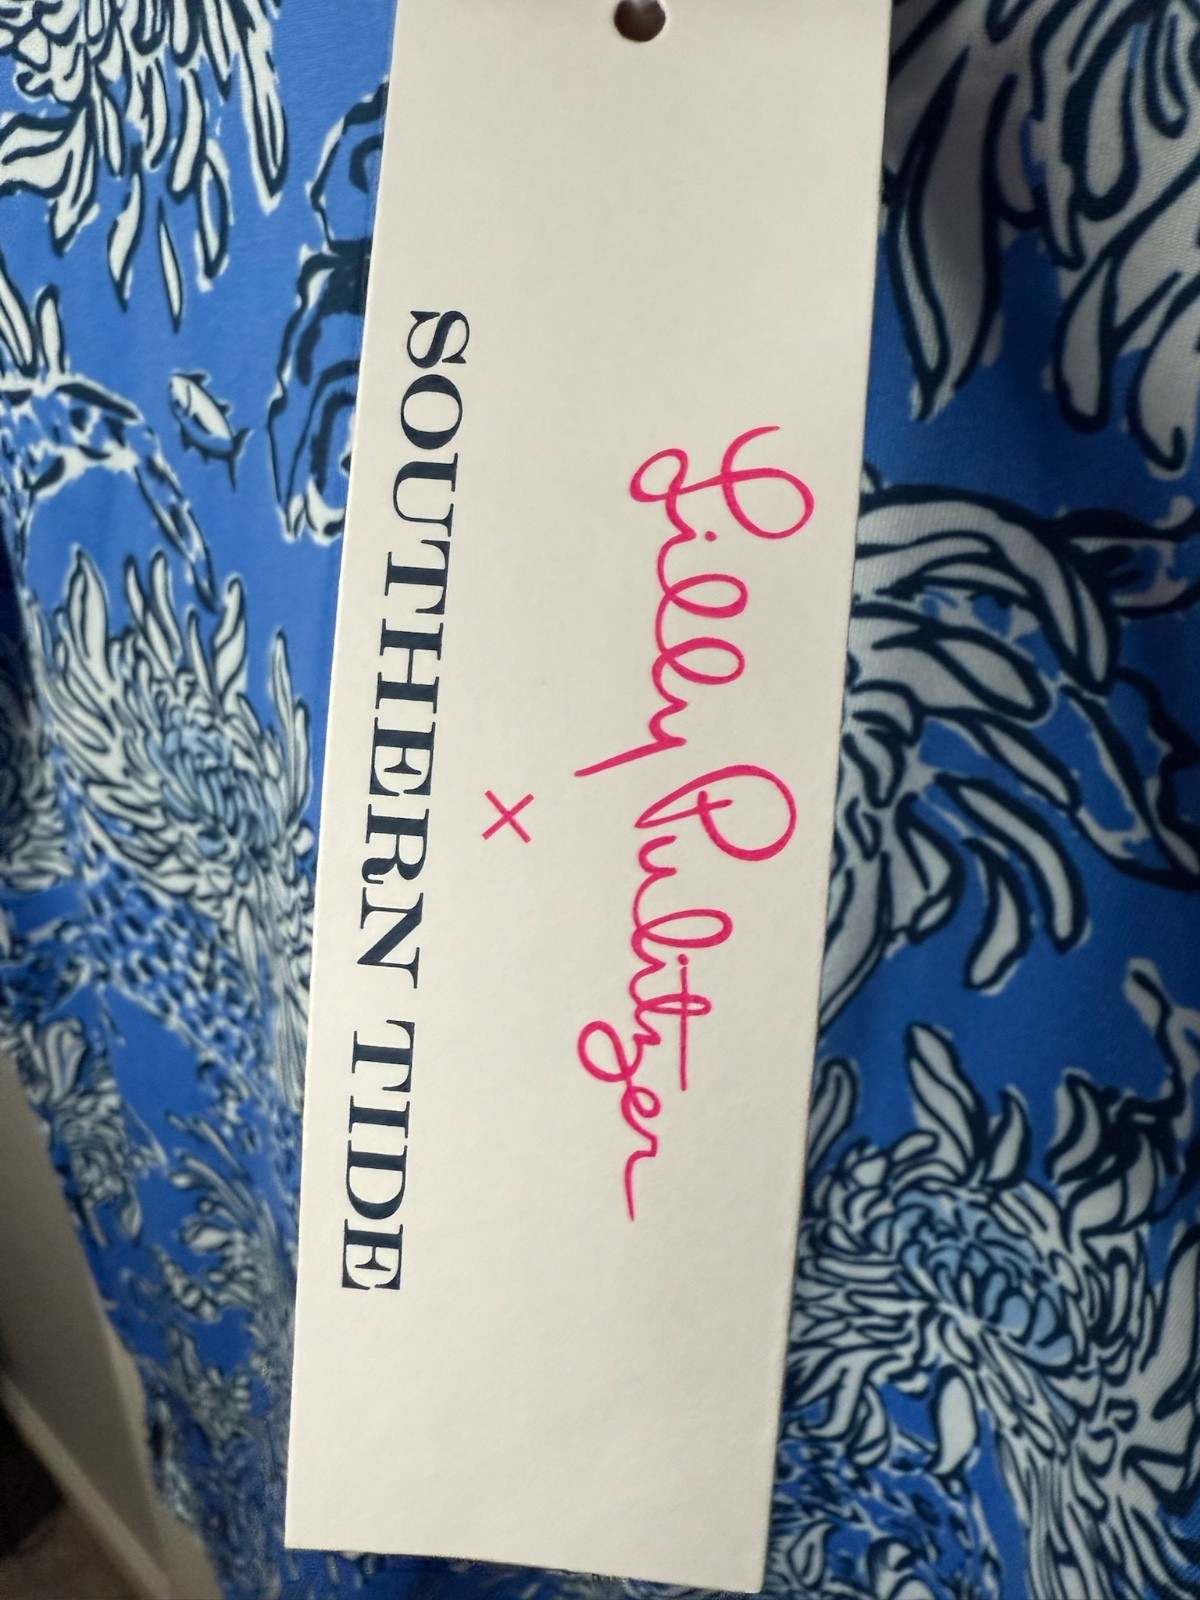 Lilly Pulitzer
×
SOUTHERN TIDE